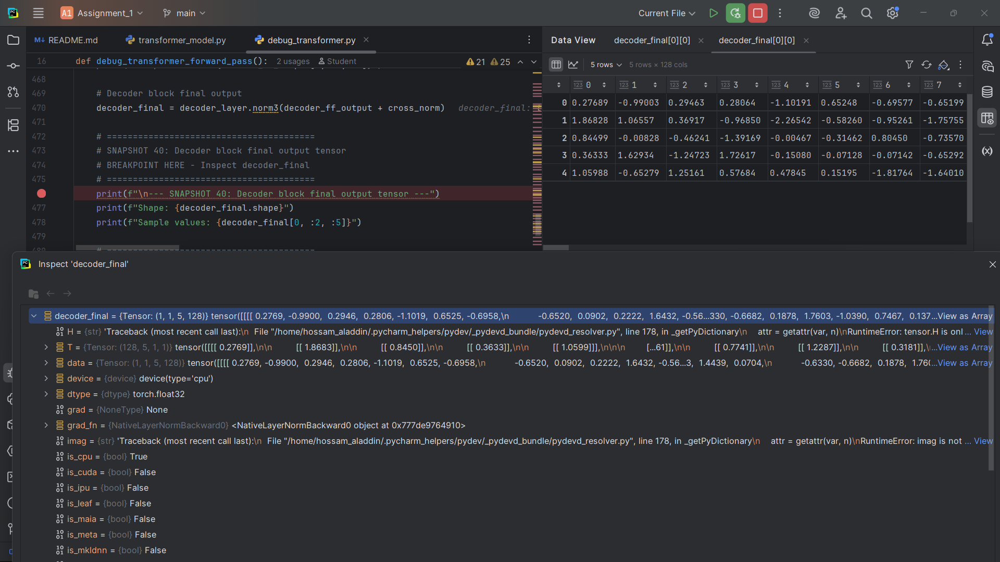 A1 Assignment_1 main Current File
README.md transformer_model.py debug_transformer.py
Data View decoder_final[0][0] decoder_final[0][0]
16 def debug_transformer_forward_pass(): 2 usages Student 21 25
5 rows 5 rows × 128 cols
468
469 # Decoder block final output
470 decoder_final = decoder_layer.norm3(decoder_ff_output + cross_norm) decoder_final:
471
472 # ========================================
473 # SNAPSHOT 40: Decoder block final output tensor
474 # BREAKPOINT HERE - Inspect decoder_final
475 # ========================================
print(f"\n--- SNAPSHOT 40: Decoder block final output tensor ---")
477 print(f"Shape: {decoder_final.shape}")
478 print(f"Sample values: {decoder_final[0, :2, :5]}")
479
0 1 2 3 4 5 6 7
0 0.27689 -0.99003 0.29463 0.28064 -1.10191 0.65248 -0.69577 -0.65199
1 1.86828 1.06557 0.36917 -0.96850 -2.26542 -0.58260 -0.95261 -1.75755
2 0.84499 -0.00828 -0.46241 -1.39169 -0.00467 -0.31462 0.80450 -0.73570
3 0.36333 1.62934 -1.24723 1.72617 -0.15080 -0.07128 -0.07142 -0.65292
4 1.05988 -0.65279 1.25161 0.57684 0.47845 0.15195 -1.81764 -1.64010
Inspect 'decoder_final'
decoder_final = {Tensor: (1, 1, 5, 128)} tensor([[[[ 0.2769, -0.9900, 0.2946, 0.2806, -1.1019, 0.6525, -0.6958,\n -0.6520, 0.0902, 0.2222, 1.6432, -0.56...330, -0.6682, 0.1878, 1.7603, -1.0390, 0.7467, 0.137...View as Array
H = {str} 'Traceback (most recent call last):\n File "/home/hossam_aladdin/.pycharm_helpers/pydev/_pydevd_bundle/pydevd_resolver.py", line 178, in _getPyDictionary\n attr = getattr(var, n)\nRuntimeError: tensor.H is onl ... View
T = {Tensor: (128, 5, 1, 1)} tensor([[[[ 0.2769]],\n\n [[ 1.8683]],\n\n [[ 0.8450]],\n\n [[ 0.3633]],\n\n [[ 1.0599]]],\n\n\n [...61]],\n\n [[ 0.7741]],\n\n [[ 1.2287]],\n\n [[ 0.3181]],\...View as Array
data = {Tensor: (1, 1, 5, 128)} tensor([[[[ 0.2769, -0.9900, 0.2946, 0.2806, -1.1019, 0.6525, -0.6958,\n -0.6520, 0.0902, 0.2222, 1.6432, -0.56...3, 1.4439, 0.0704,\n -0.6330, -0.6682, 0.1878, 1.76...View as Array
device = {device} device(type='cpu')
dtype = {dtype} torch.float32
grad = {NoneType} None
grad_fn = {NativeLayerNormBackward0} <NativeLayerNormBackward0 object at 0x777de9764910>
imag = {str} 'Traceback (most recent call last):\n File "/home/hossam_aladdin/.pycharm_helpers/pydev/_pydevd_bundle/pydevd_resolver.py", line 178, in _getPyDictionary\n attr = getattr(var, n)\nRuntimeError: imag is not ... View
is_cpu = {bool} True
is_cuda = {bool} False
is_ipu = {bool} False
is_leaf = {bool} False
is_maia = {bool} False
is_meta = {bool} False
is_mkldnn = {bool} False